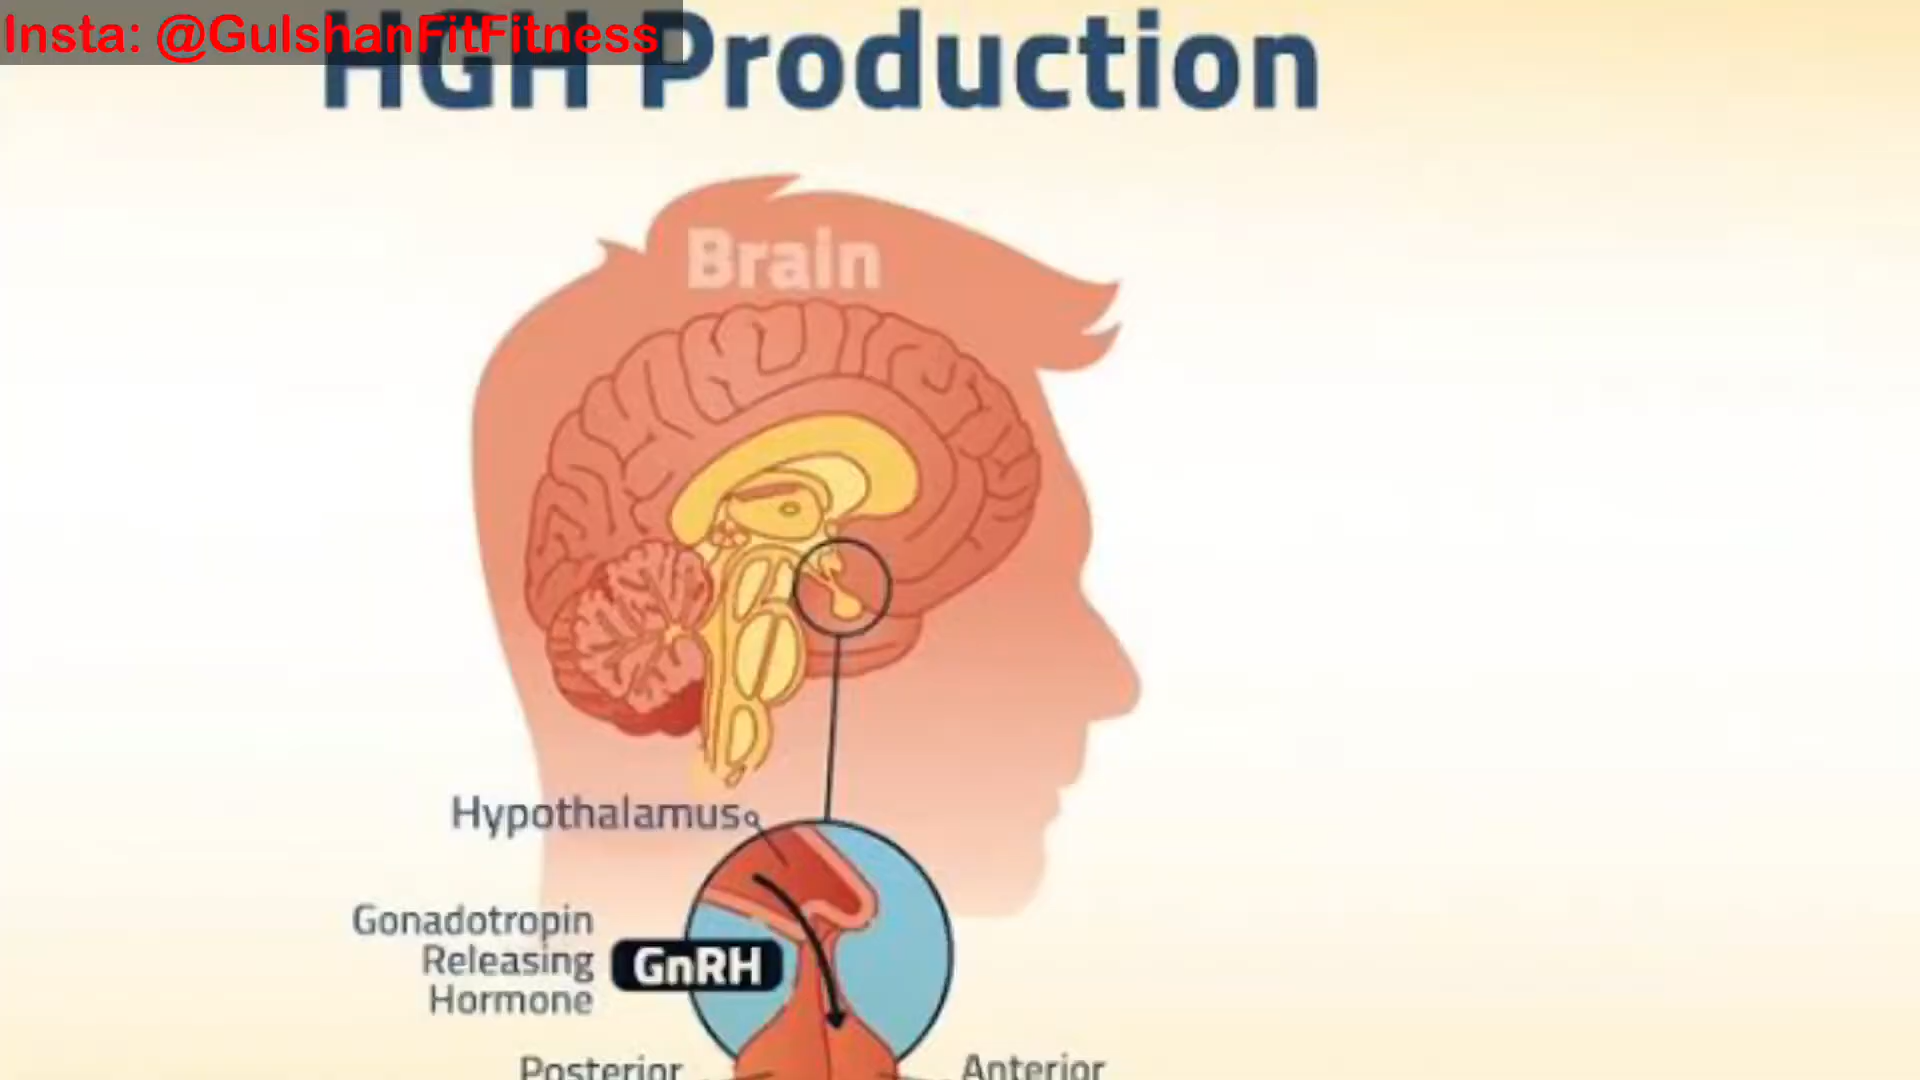 Insta: @GulshanFitFitness
HGH Production
Brain
Hypothalamus
Gonadotropin
Releasing
Hormone
GnRH
Posterior
Anterior